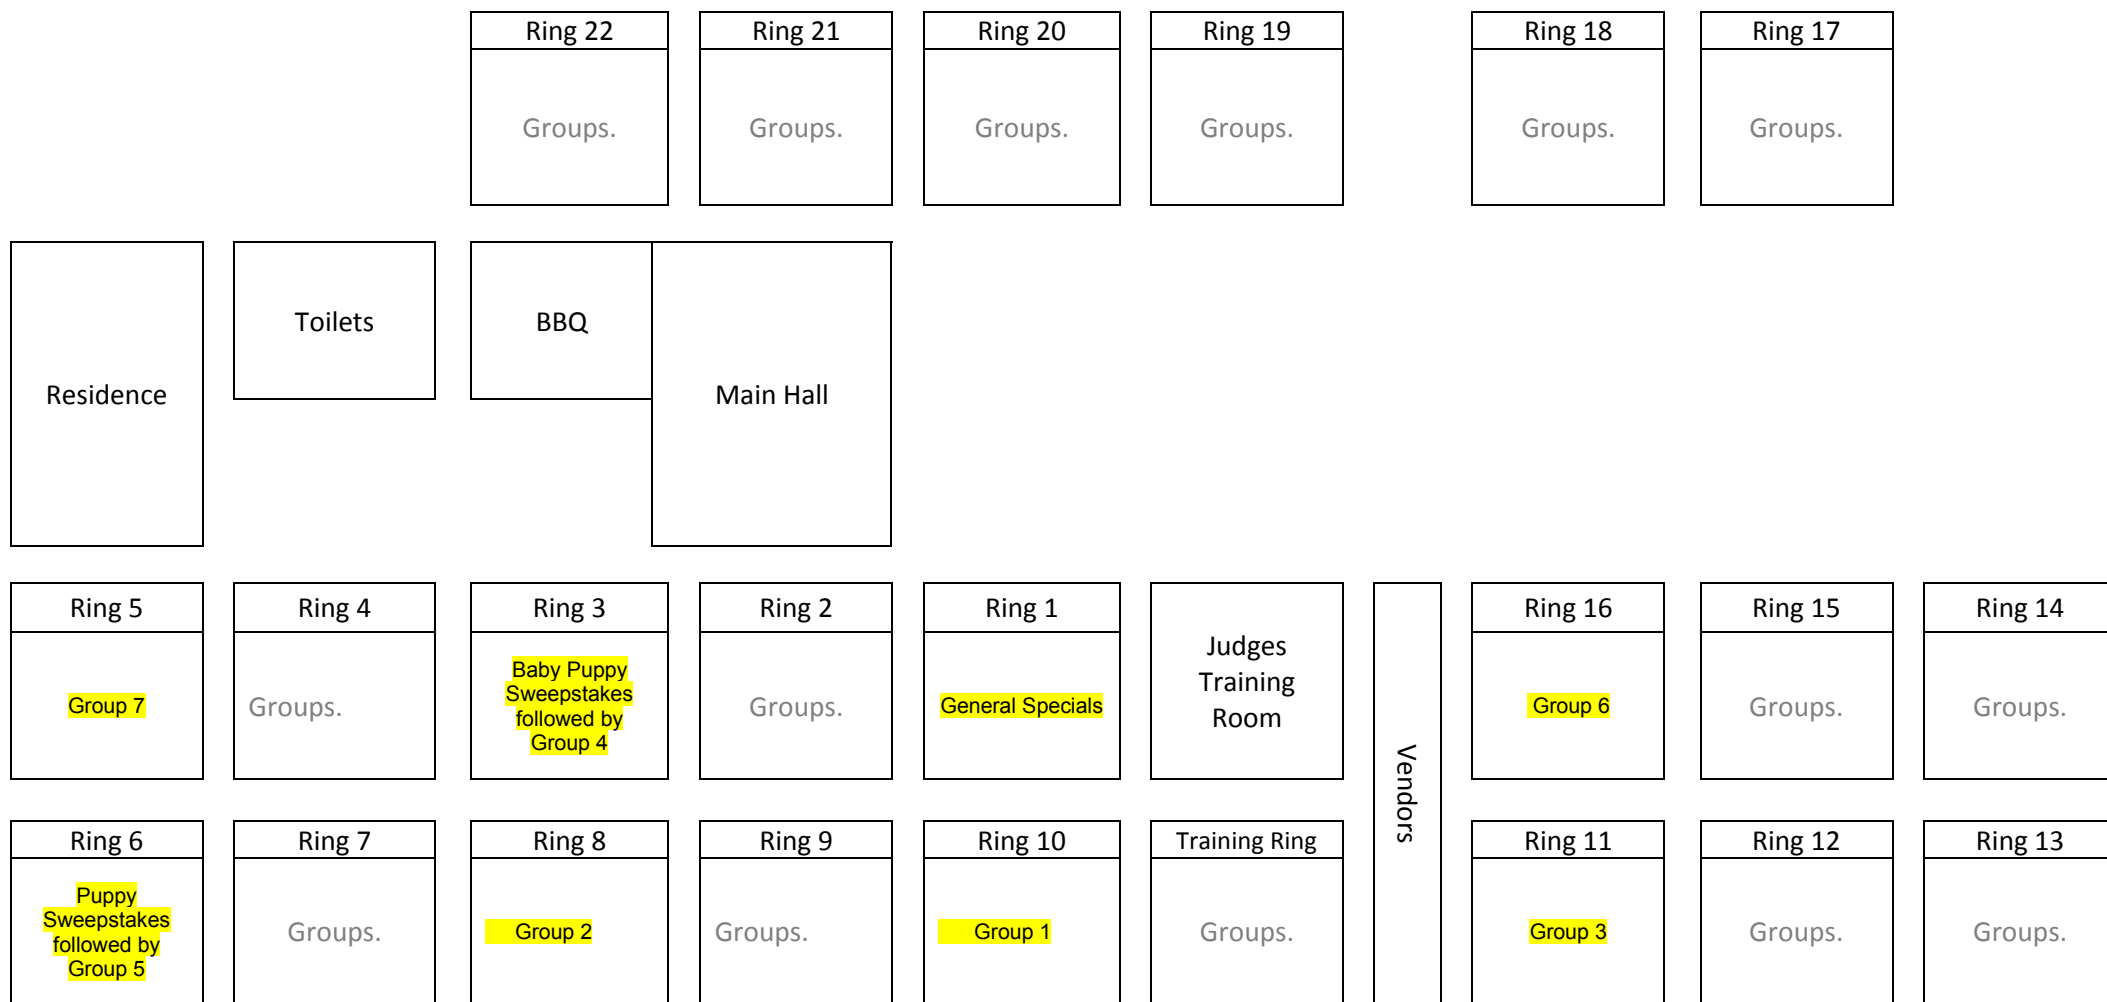 Ring 22
Ring 21
Ring 20
Ring 19
Ring 18
Ring 17
Groups.
Groups.
Groups.
Groups.
Groups.
Groups.
Residence
Toilets
BBQ
Main Hall
Ring 5
Ring 4
Ring 3
Ring 2
Ring 1
Judges
Training
Room
Vendors
Ring 16
Ring 15
Ring 14
Group 7
Groups.
Baby Puppy
Sweepstakes
followed by
Group 4
Groups.
General Specials
Group 6
Groups.
Groups.
Ring 6
Ring 7
Ring 8
Ring 9
Ring 10
Training Ring
Ring 11
Ring 12
Ring 13
Puppy
Sweepstakes
followed by
Group 5
Groups.
Group 2
Groups.
Group 1
Groups.
Group 3
Groups.
Groups.